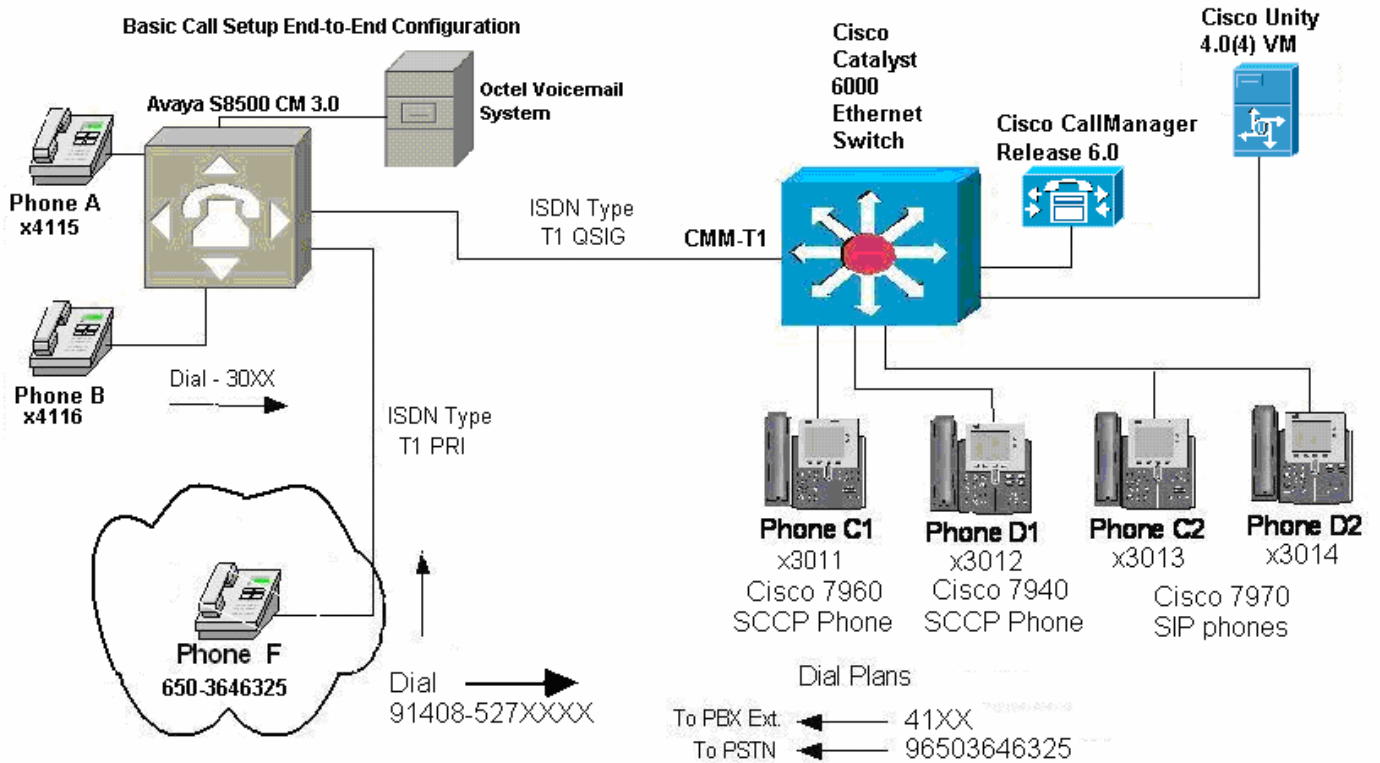 Basic Call Setup End-to-End Configuration
Octel Voicemail
System
Avaya S8500 CM 3.0
Phone A
x4115
Phone B
x4116
Dial - 30XX
ISDN Type
T1 QSIG
ISDN Type
T1 PRI
Cisco
Catalyst
6000
Ethernet
Switch
CMM-T1
Cisco CallManager
Release 6.0
Cisco Unity
4.0(4) VM
Phone C1
x3011
Cisco 7960
SCCP Phone
Phone D1
x3012
Cisco 7940
SCCP Phone
Phone C2
x3013
Phone D2
x3014
Cisco 7970
SIP phones
Phone F
650-3646325
Dial
91408-527XXXX
Dial Plans
To PBX Ext.
41XX
To PSTN
96503646325